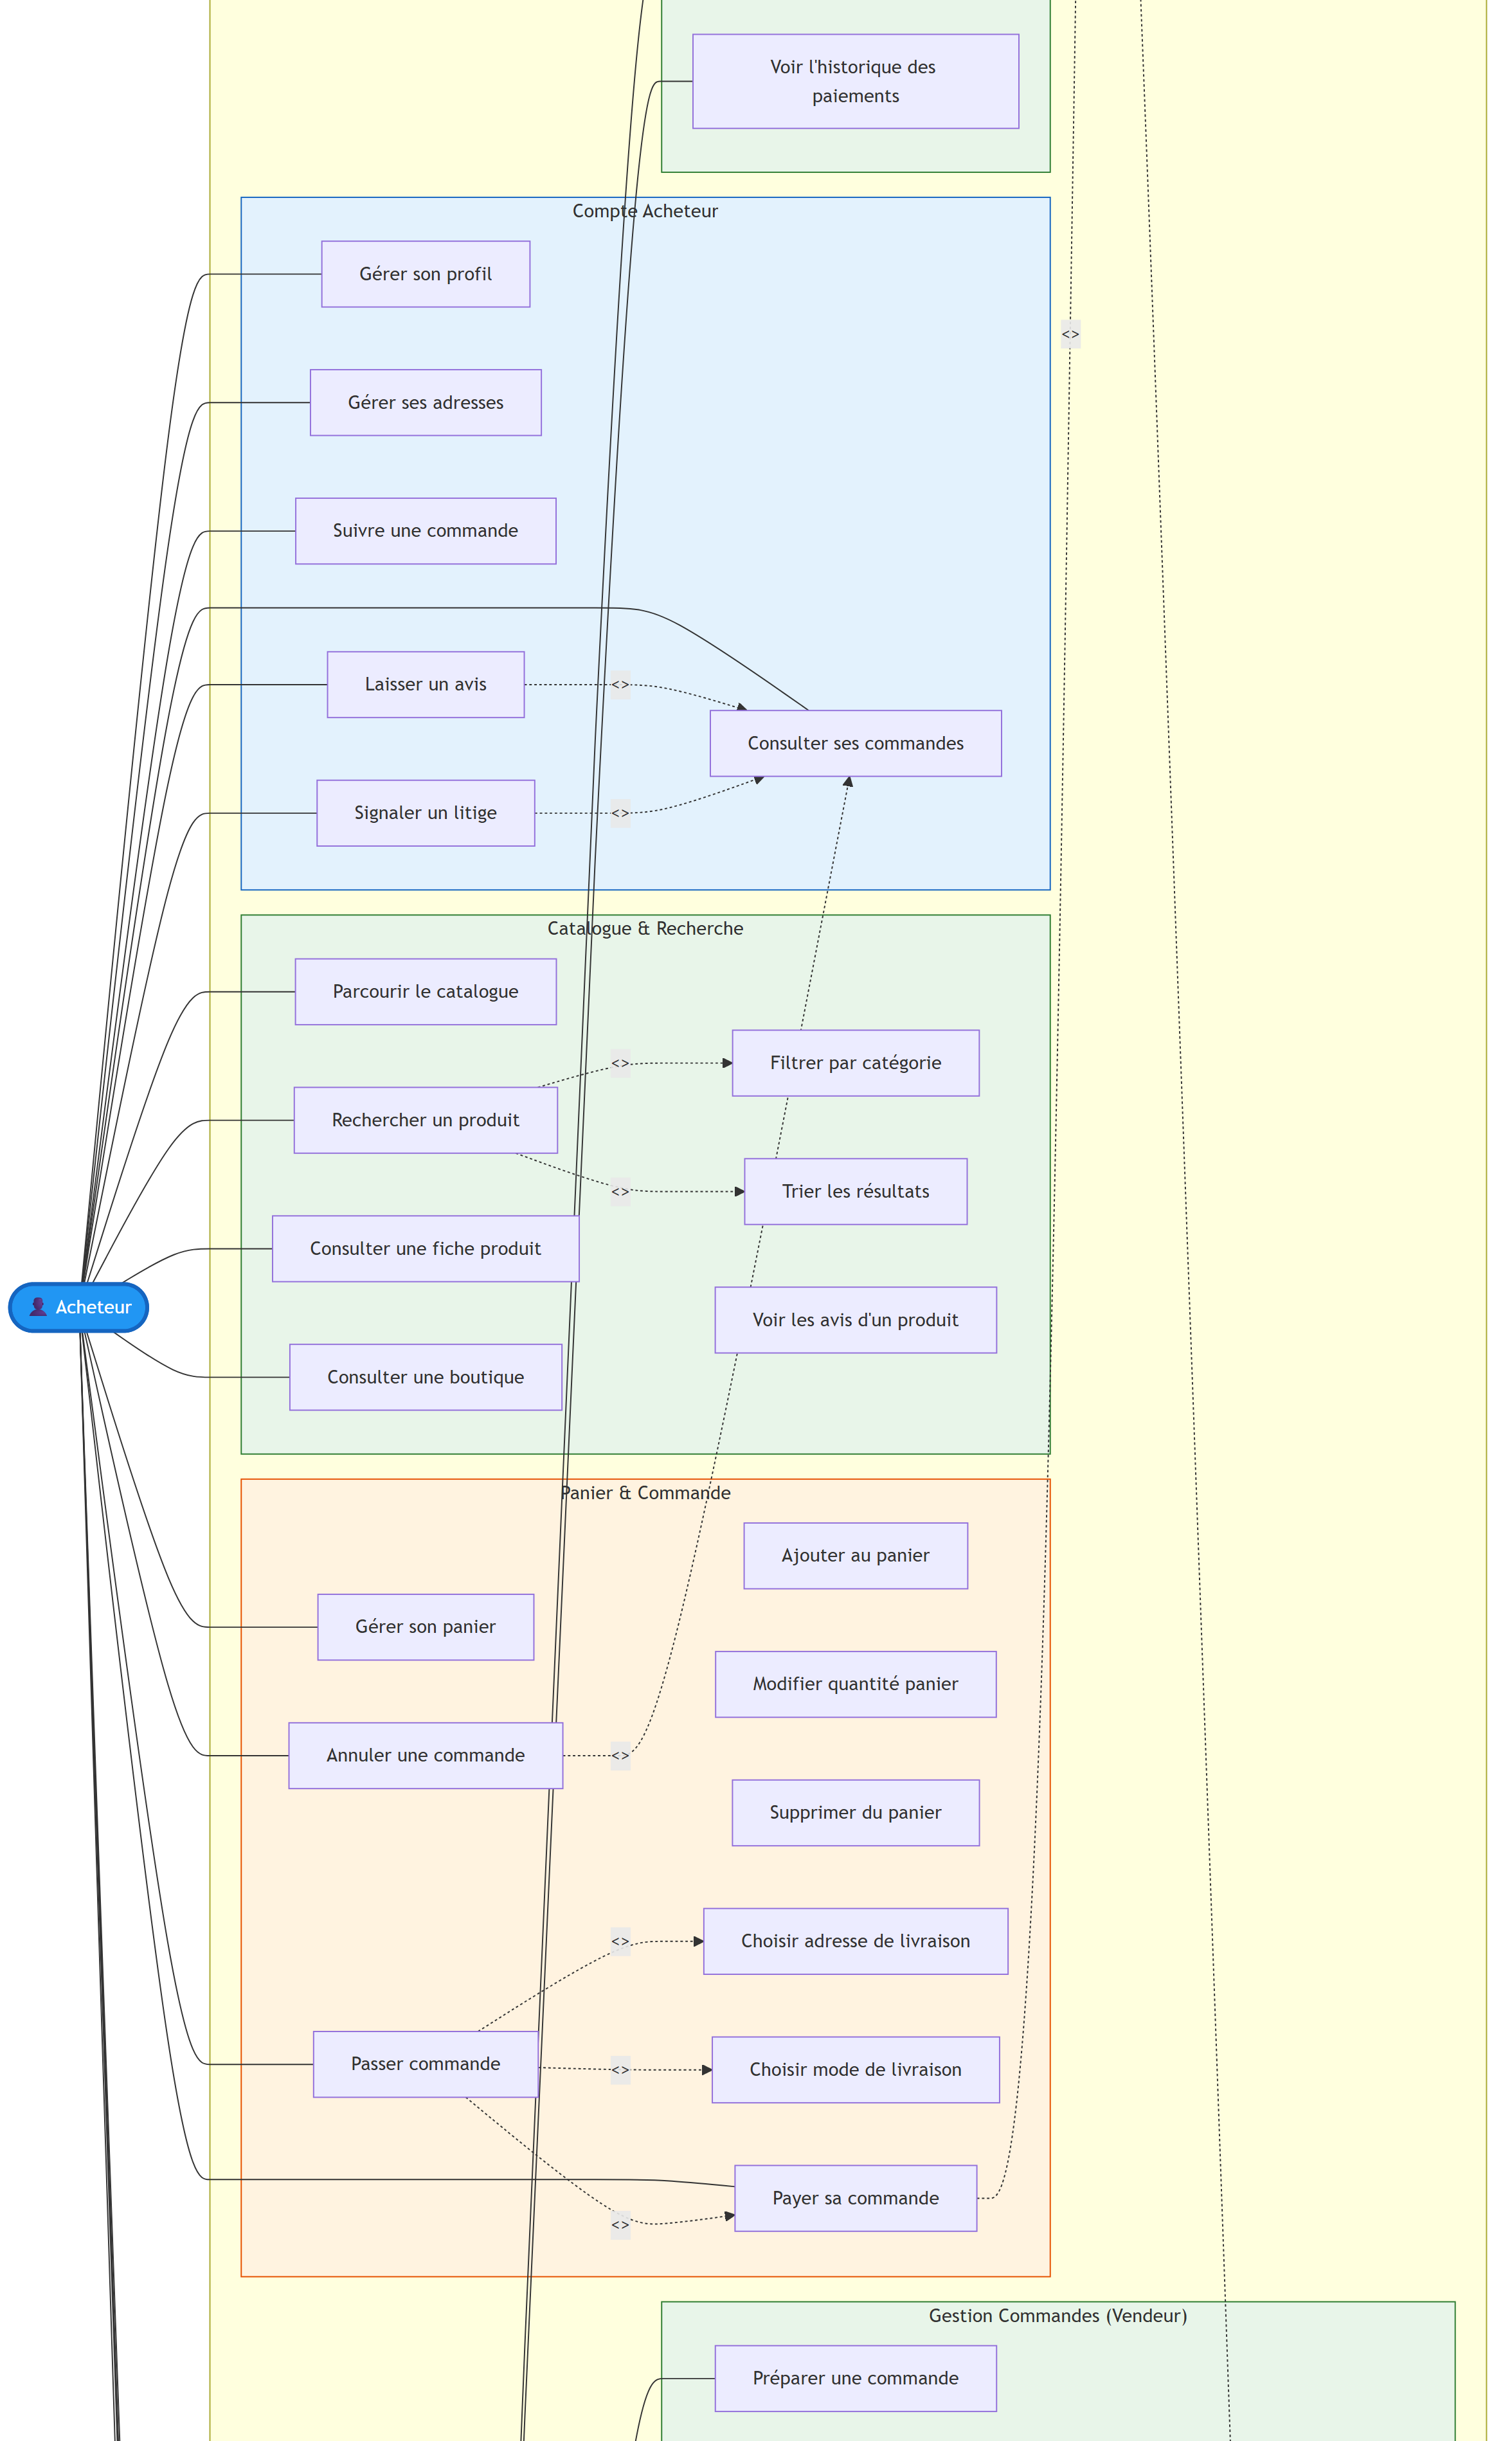 Voir l'historique des
paiements
Compte Acheteur
Gérer son profil
<>
Gérer ses adresses
Suivre une commande
Laisser un avis
<>
Consulter ses commandes
Signaler un litige
<>
Catalogue & Recherche
Parcourir le catalogue
<>
Filtrer par catégorie
Rechercher un produit
<>
Trier les résultats
Consulter une fiche produit
Acheteur
Voir les avis d'un produit
Consulter une boutique
Panier & Commande
Ajouter au panier
Gérer son panier
Modifier quantité panier
Annuler une commande
<>
Supprimer du panier
<>
Choisir adresse de livraison
Passer commande
<>
Choisir mode de livraison
Payer sa commande
<>
Gestion Commandes (Vendeur)
Préparer une commande